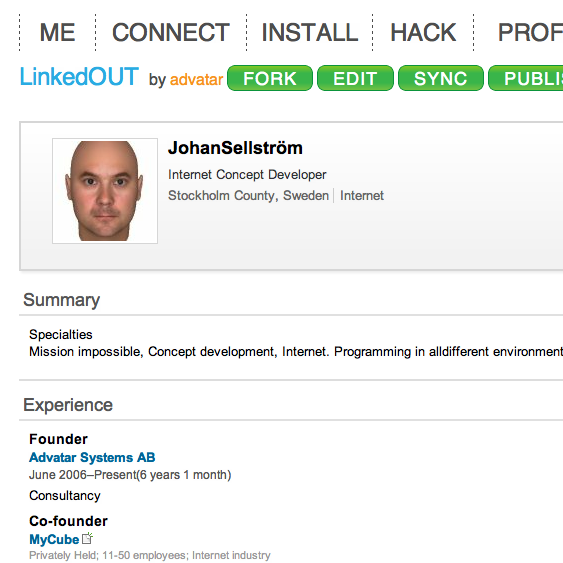 ME CONNECT INSTALL HACK PROF
LinkedOUT by advatar FORK EDIT SYNC PUBLIS
JohanSellström
Internet Concept Developer
Stockholm County, Sweden Internet
Summary
Specialties
Mission impossible, Concept development, Internet. Programming in alldifferent environment
Experience
Founder
Advatar Systems AB
June 2006–Present(6 years 1 month)
Consultancy
Co-founder
MyCube
Privately Held; 11-50 employees; Internet industry